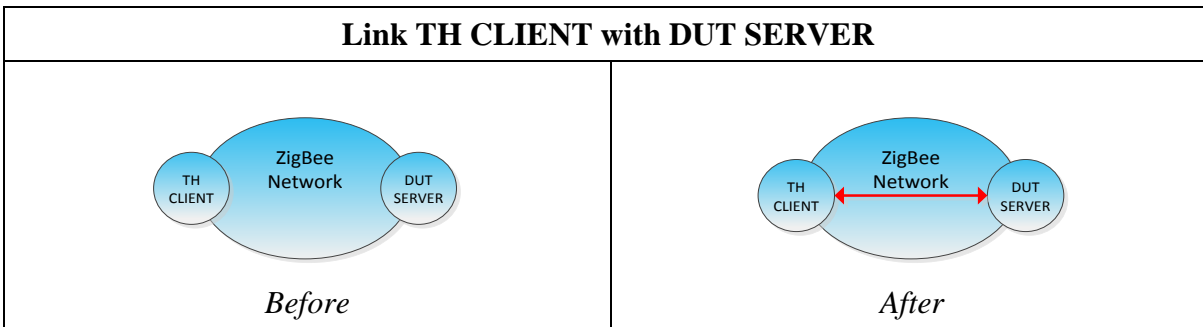 Link TH CLIENT with DUT SERVER
ZigBee
Network
TH
CLIENT
DUT
SERVER
Before
ZigBee
Network
TH
CLIENT
DUT
SERVER
After